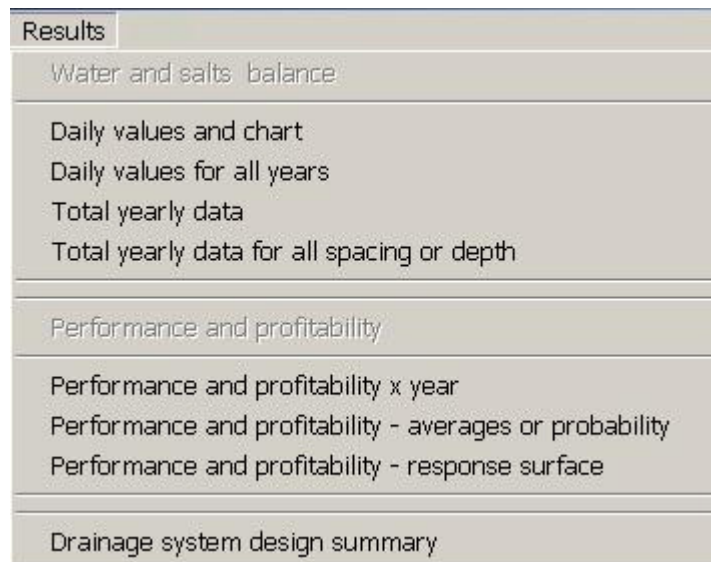 Results
Water and salts balance
Daily values and chart
Daily values for all years
Total yearly data
Total yearly data for all spacing or depth
Performance and profitability
Performance and profitability x year
Performance and profitability - averages or probability
Performance and profitability - response surface
Drainage system design summary